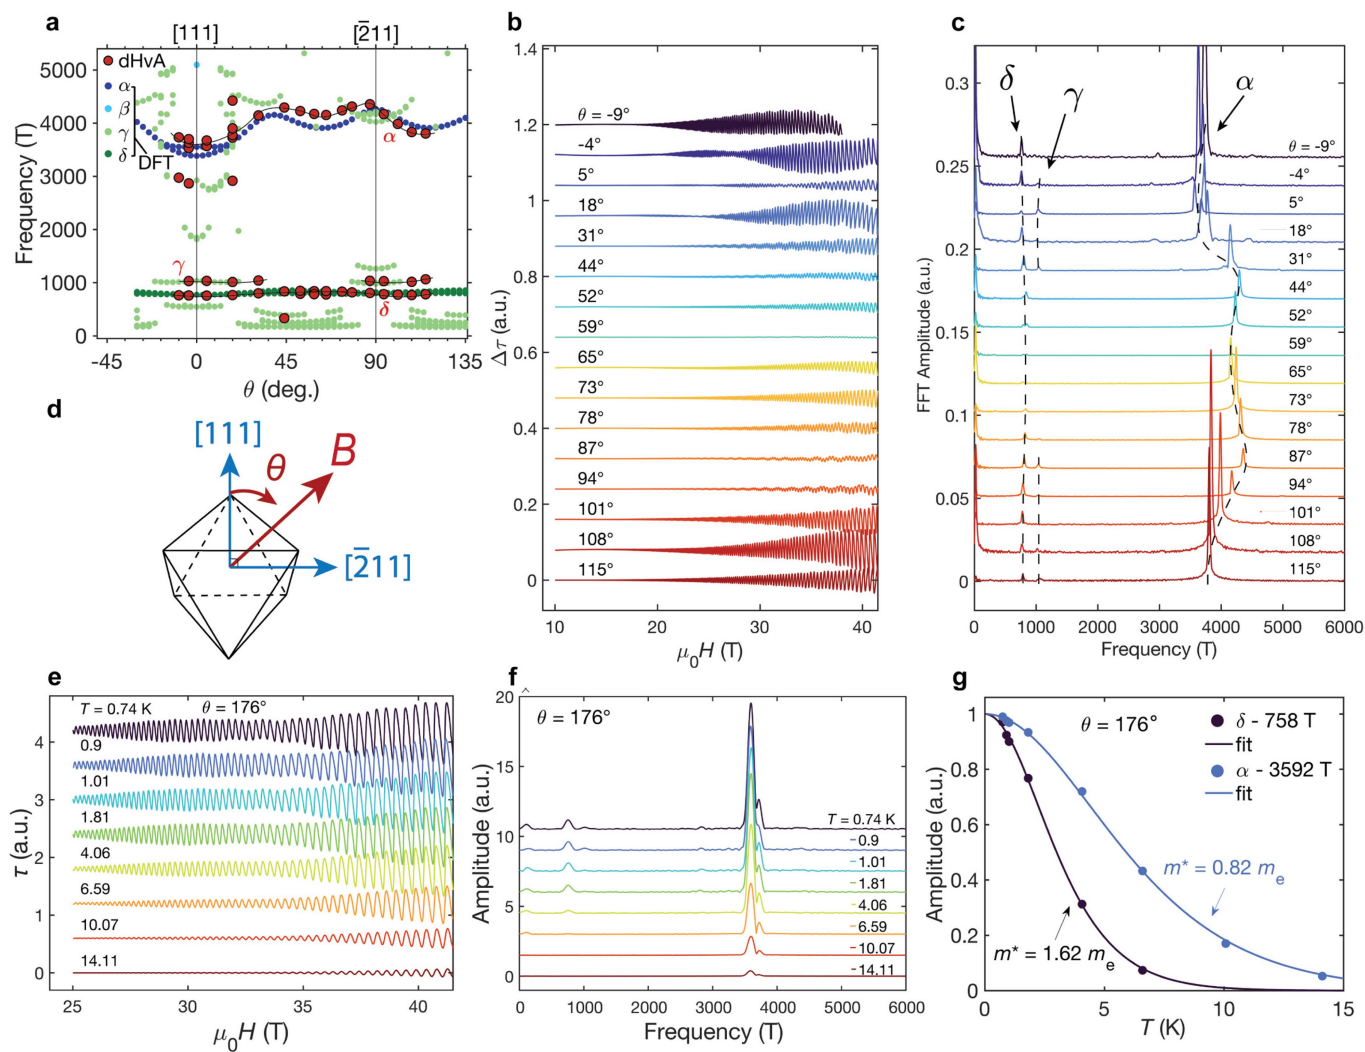 a
[111]
[2̄11]
5000
4000
3000
2000
1000
0
Frequency (T)
dHvA
α
β
γ
δ
DFT
α
γ
δ
-45
0
45
90
135
θ (deg.)
b
1.4
1.2
1
0.8
0.6
0.4
0.2
0
Δτ (a.u.)
θ = -9°
-4°
5°
18°
31°
44°
52°
59°
65°
73°
78°
87°
94°
101°
108°
115°
10
20
30
40
μ0H (T)
c
0.3
0.25
0.2
0.15
0.1
0.05
0
FFT Amplitude (a.u.)
δ
γ
α
θ = -9°
-4°
5°
18°
31°
44°
52°
59°
65°
73°
78°
87°
94°
101°
108°
115°
0
1000
2000
3000
4000
5000
6000
Frequency (T)
d
[111]
θ
B
[2̄11]
e
T = 0.74 K
θ = 176°
0.9
1.01
1.81
4.06
6.59
10.07
14.11
4
3
2
1
0
τ (a.u.)
25
30
35
40
μ0H (T)
f
^
20
15
10
5
0
Amplitude (a.u.)
θ = 176°
T = 0.74 K
0.9
1.01
1.81
4.06
6.59
10.07
14.11
0
1000
2000
3000
4000
5000
6000
Frequency (T)
g
1
0.8
0.6
0.4
0.2
0
Amplitude (a.u.)
θ = 176°
δ - 758 T
fit
α - 3592 T
fit
m* = 0.82 me
m* = 1.62 me
0
5
10
15
T (K)